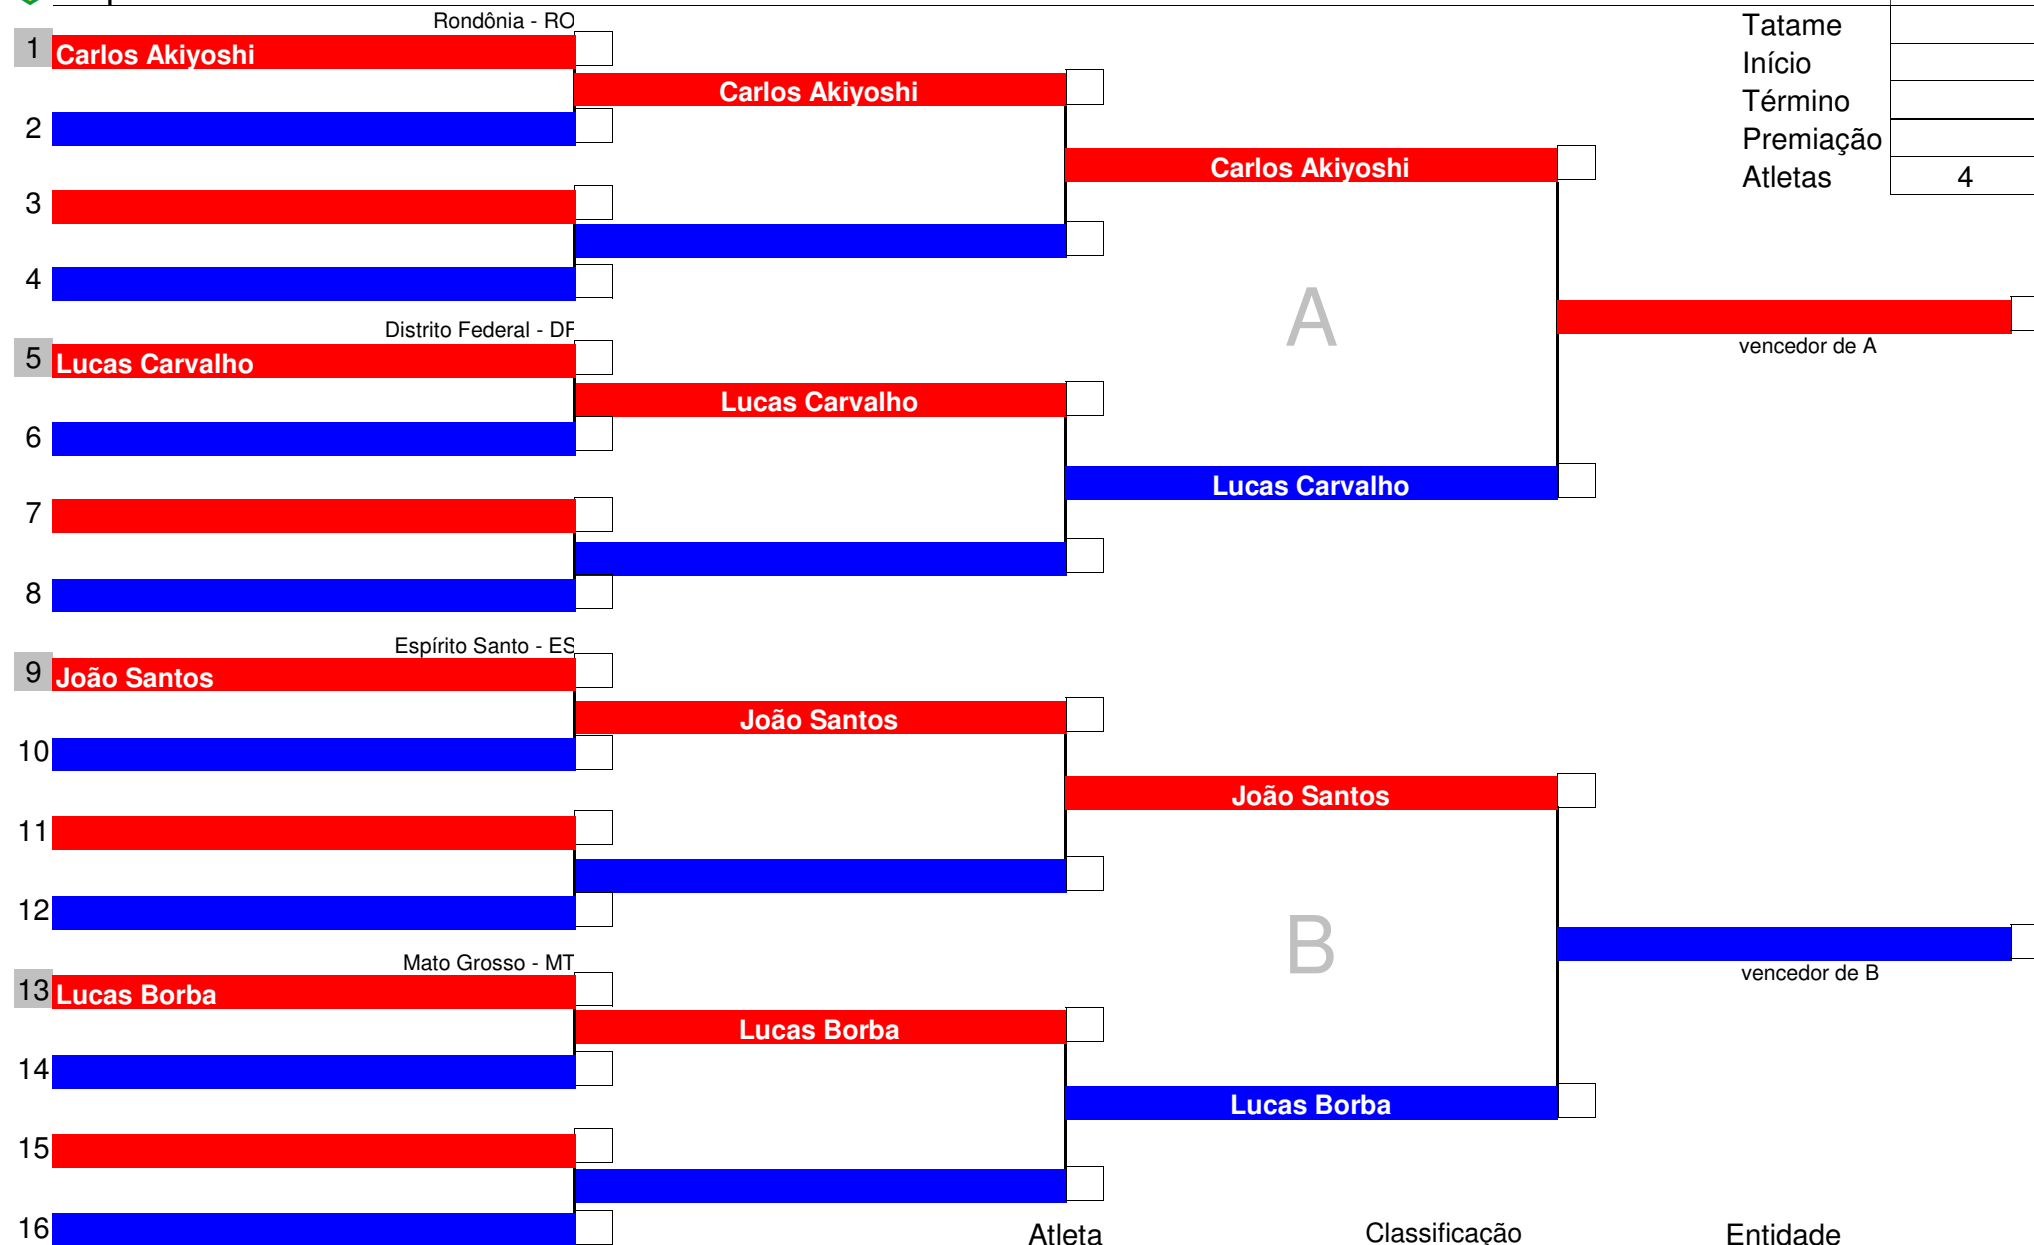 Rondônia - RO
Tatame
1 Carlos Akiyoshi
Início
Carlos Akiyoshi
Término
2
Premiação
Carlos Akiyoshi
Atletas 4
3
4
A
Distrito Federal - DF
vencedor de A
5 Lucas Carvalho
Lucas Carvalho
6
Lucas Carvalho
7
8
Espírito Santo - ES
9 João Santos
João Santos
10
João Santos
11
12
B
Mato Grosso - MT
vencedor de B
13 Lucas Borba
Lucas Borba
14
Lucas Borba
15
16
Atleta Classificação Entidade